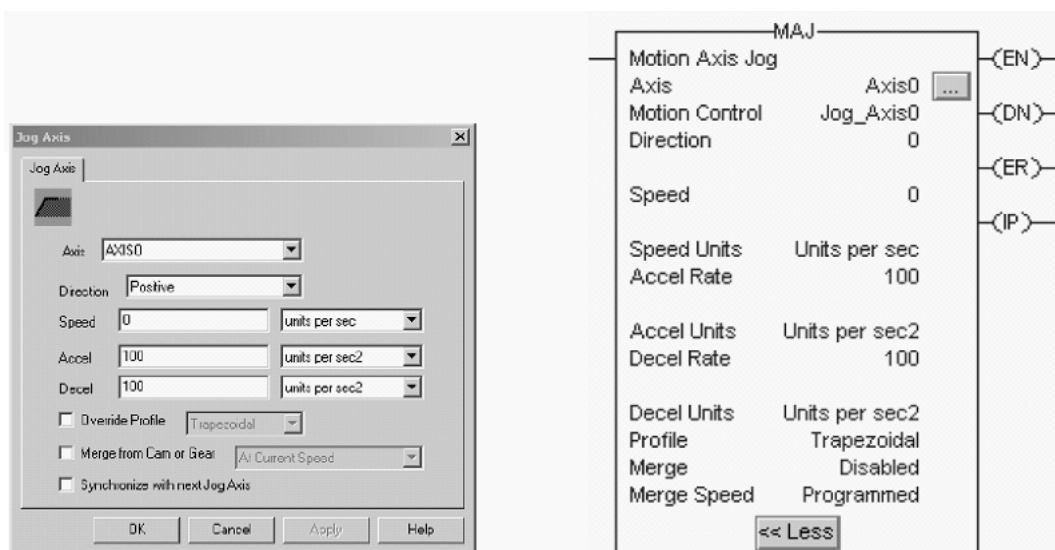 Jog Axis
Jog Axis
Axis AXIS0
Direction Positive
Speed 0 units per sec
Accel 100 units per sec2
Decel 100 units per sec2
Override Profile Trapezoidal
Merge from Cam or Gear At Current Speed
Synchronize with next Jog Axis
OK Cancel Apply Help
MAJ
Motion Axis Jog (EN)
Axis Axis0 ...
Motion Control Jog_Axis0 (DN)
Direction 0
(ER)
Speed 0
(IP)
Speed Units Units per sec
Accel Rate 100
Accel Units Units per sec2
Decel Rate 100
Decel Units Units per sec2
Profile Trapezoidal
Merge Disabled
Merge Speed Programmed
<< Less